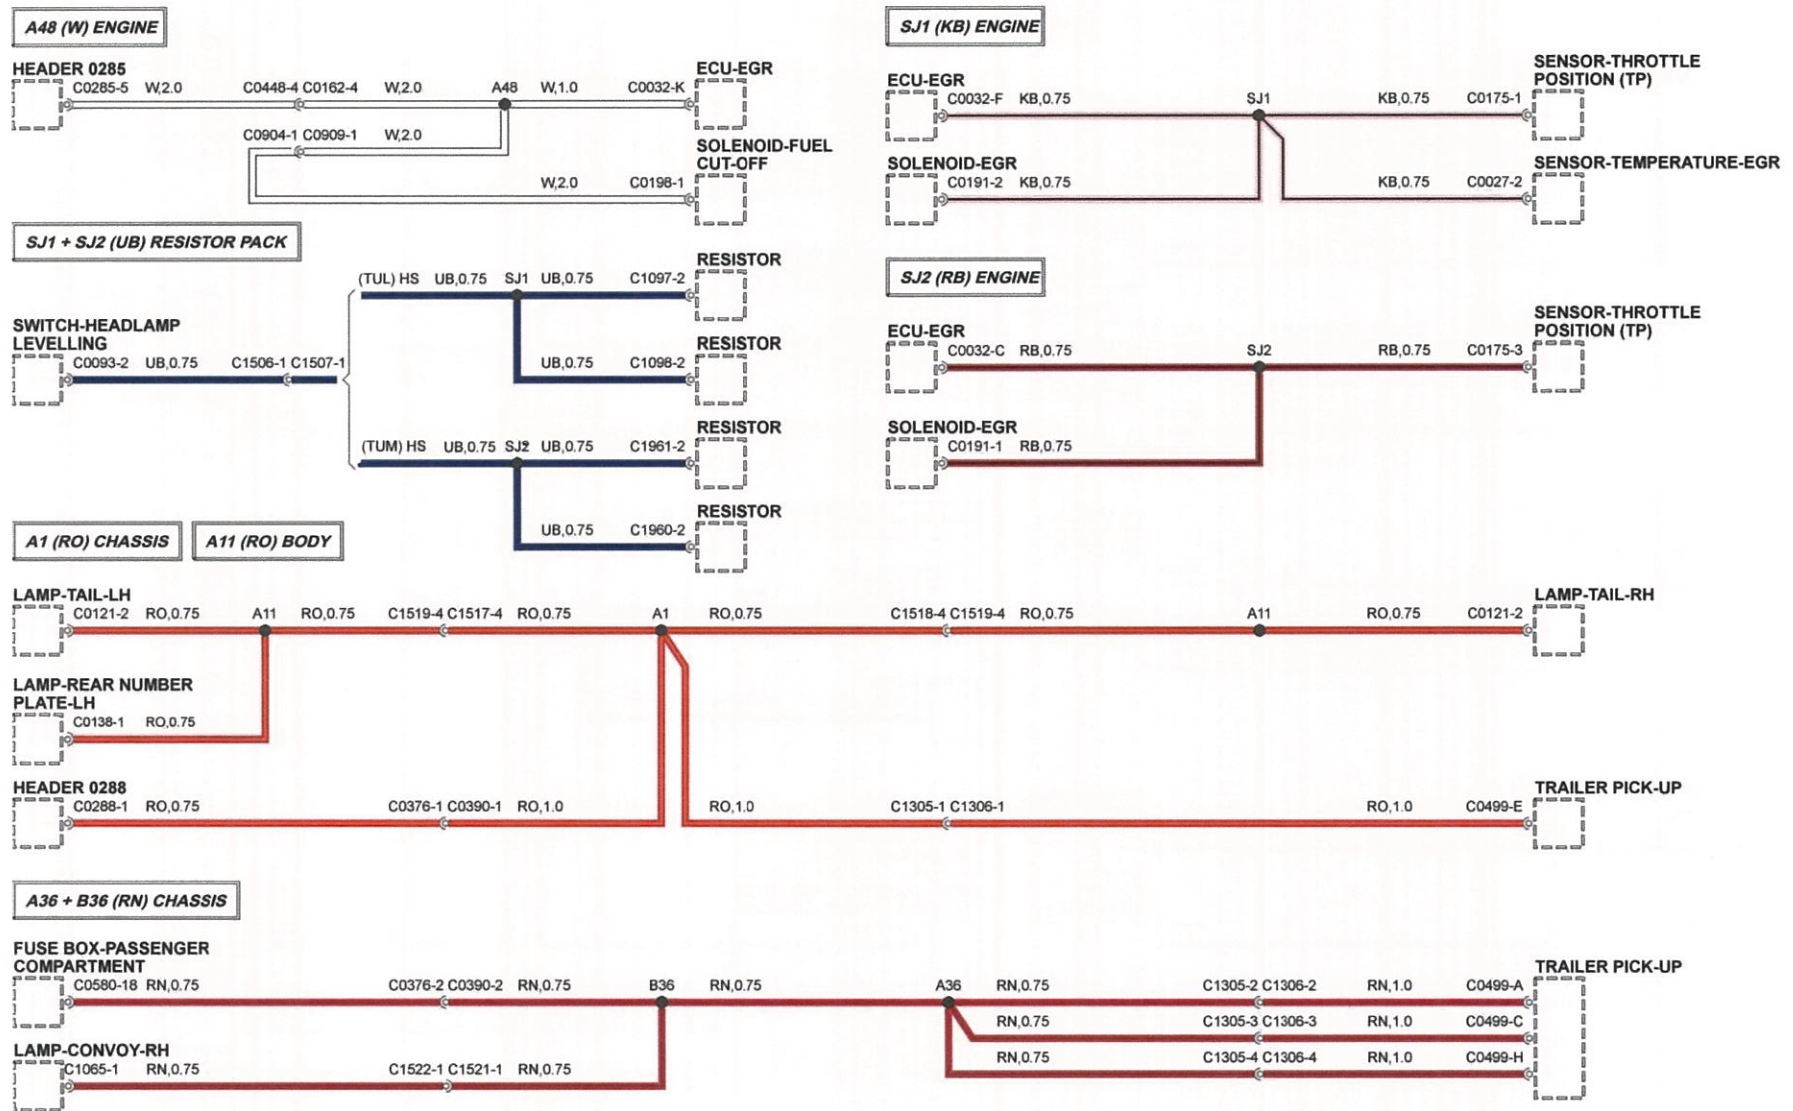 A48 (W) ENGINE
HEADER 0285
C0285-5 W,2.0 C0448-4 C0162-4 W,2.0 A48 W,1.0 C0032-K
ECU-EGR
C0904-1 C0909-1 W,2.0
SOLENOID-FUEL
CUT-OFF
W,2.0 C0198-1
SJ1 (KB) ENGINE
ECU-EGR
C0032-F KB,0.75 SJ1 KB,0.75 C0175-1
SENSOR-THROTTLE
POSITION (TP)
SOLENOID-EGR
C0191-2 KB,0.75 KB,0.75 C0027-2
SENSOR-TEMPERATURE-EGR
SJ1 + SJ2 (UB) RESISTOR PACK
SWITCH-HEADLAMP
LEVELLING
C0093-2 UB,0.75 C1506-1 C1507-1
(TUL) HS UB,0.75 SJ1 UB,0.75 C1097-2
RESISTOR
UB,0.75 C1098-2
RESISTOR
(TUM) HS UB,0.75 SJ2 UB,0.75 C1961-2
RESISTOR
UB,0.75 C1960-2
RESISTOR
SJ2 (RB) ENGINE
ECU-EGR
C0032-C RB,0.75 SJ2 RB,0.75 C0175-3
SENSOR-THROTTLE
POSITION (TP)
SOLENOID-EGR
C0191-1 RB,0.75
A1 (RO) CHASSIS
A11 (RO) BODY
LAMP-TAIL-LH
C0121-2 RO,0.75 A11 RO,0.75 C1519-4 C1517-4 RO,0.75 A1 RO,0.75 C1518-4 C1519-4 RO,0.75 A11 RO,0.75 C0121-2
LAMP-TAIL-RH
LAMP-REAR NUMBER
PLATE-LH
C0138-1 RO,0.75
HEADER 0288
C0288-1 RO,0.75 C0376-1 C0390-1 RO,1.0 RO,1.0 C1305-1 C1306-1 RO,1.0 C0499-E
TRAILER PICK-UP
A36 + B36 (RN) CHASSIS
FUSE BOX-PASSENGER
COMPARTMENT
C0580-18 RN,0.75 C0376-2 C0390-2 RN,0.75 B36 RN,0.75 A36 RN,0.75 C1305-2 C1306-2 RN,1.0 C0499-A
TRAILER PICK-UP
RN,0.75 C1305-3 C1306-3 RN,1.0 C0499-C
LAMP-CONVOY-RH
C1065-1 RN,0.75 C1522-1 C1521-1 RN,0.75
RN,0.75 C1305-4 C1306-4 RN,1.0 C0499-H